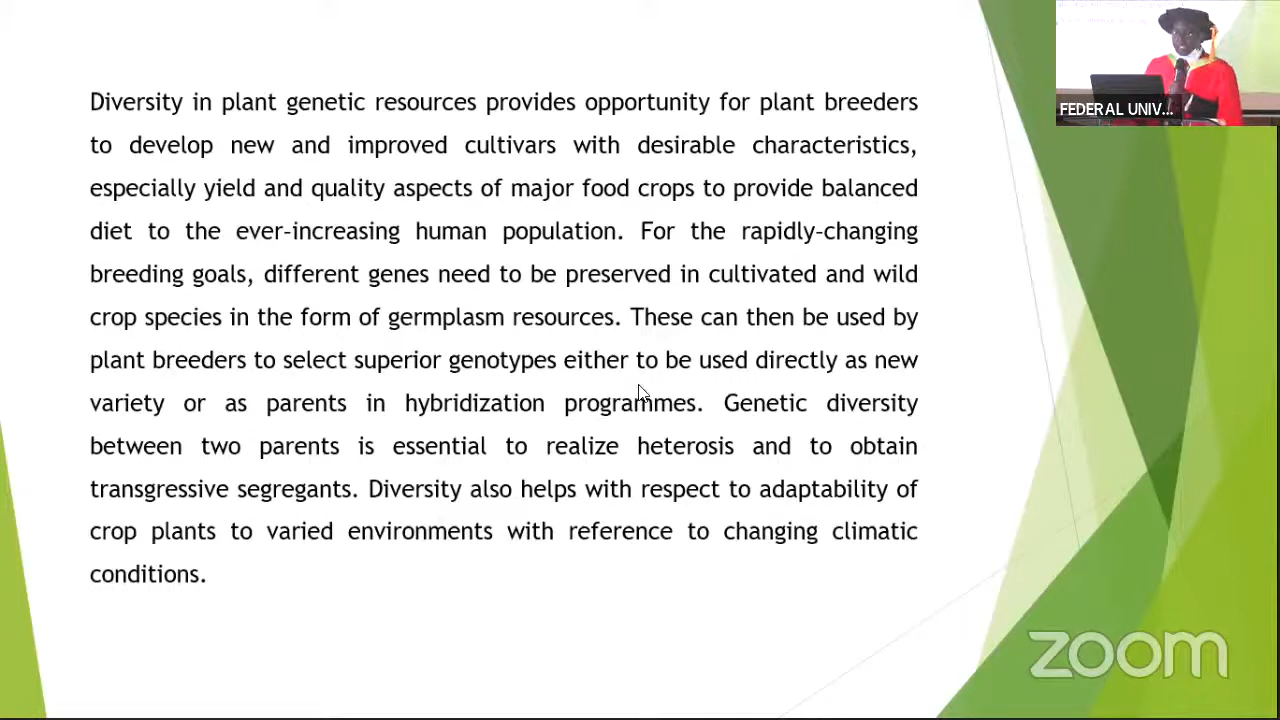 Diversity in plant genetic resources provides opportunity for plant breeders
to develop new and improved cultivars with desirable characteristics,
especially yield and quality aspects of major food crops to provide balanced
diet to the ever-increasing human population. For the rapidly-changing
breeding goals, different genes need to be preserved in cultivated and wild
crop species in the form of germplasm resources. These can then be used by
plant breeders to select superior genotypes either to be used directly as new
variety or as parents in hybridization programmes. Genetic diversity
between two parents is essential to realize heterosis and to obtain
transgressive segregants. Diversity also helps with respect to adaptability of
crop plants to varied environments with reference to changing climatic
conditions.
FEDERAL UNIV...
zoom